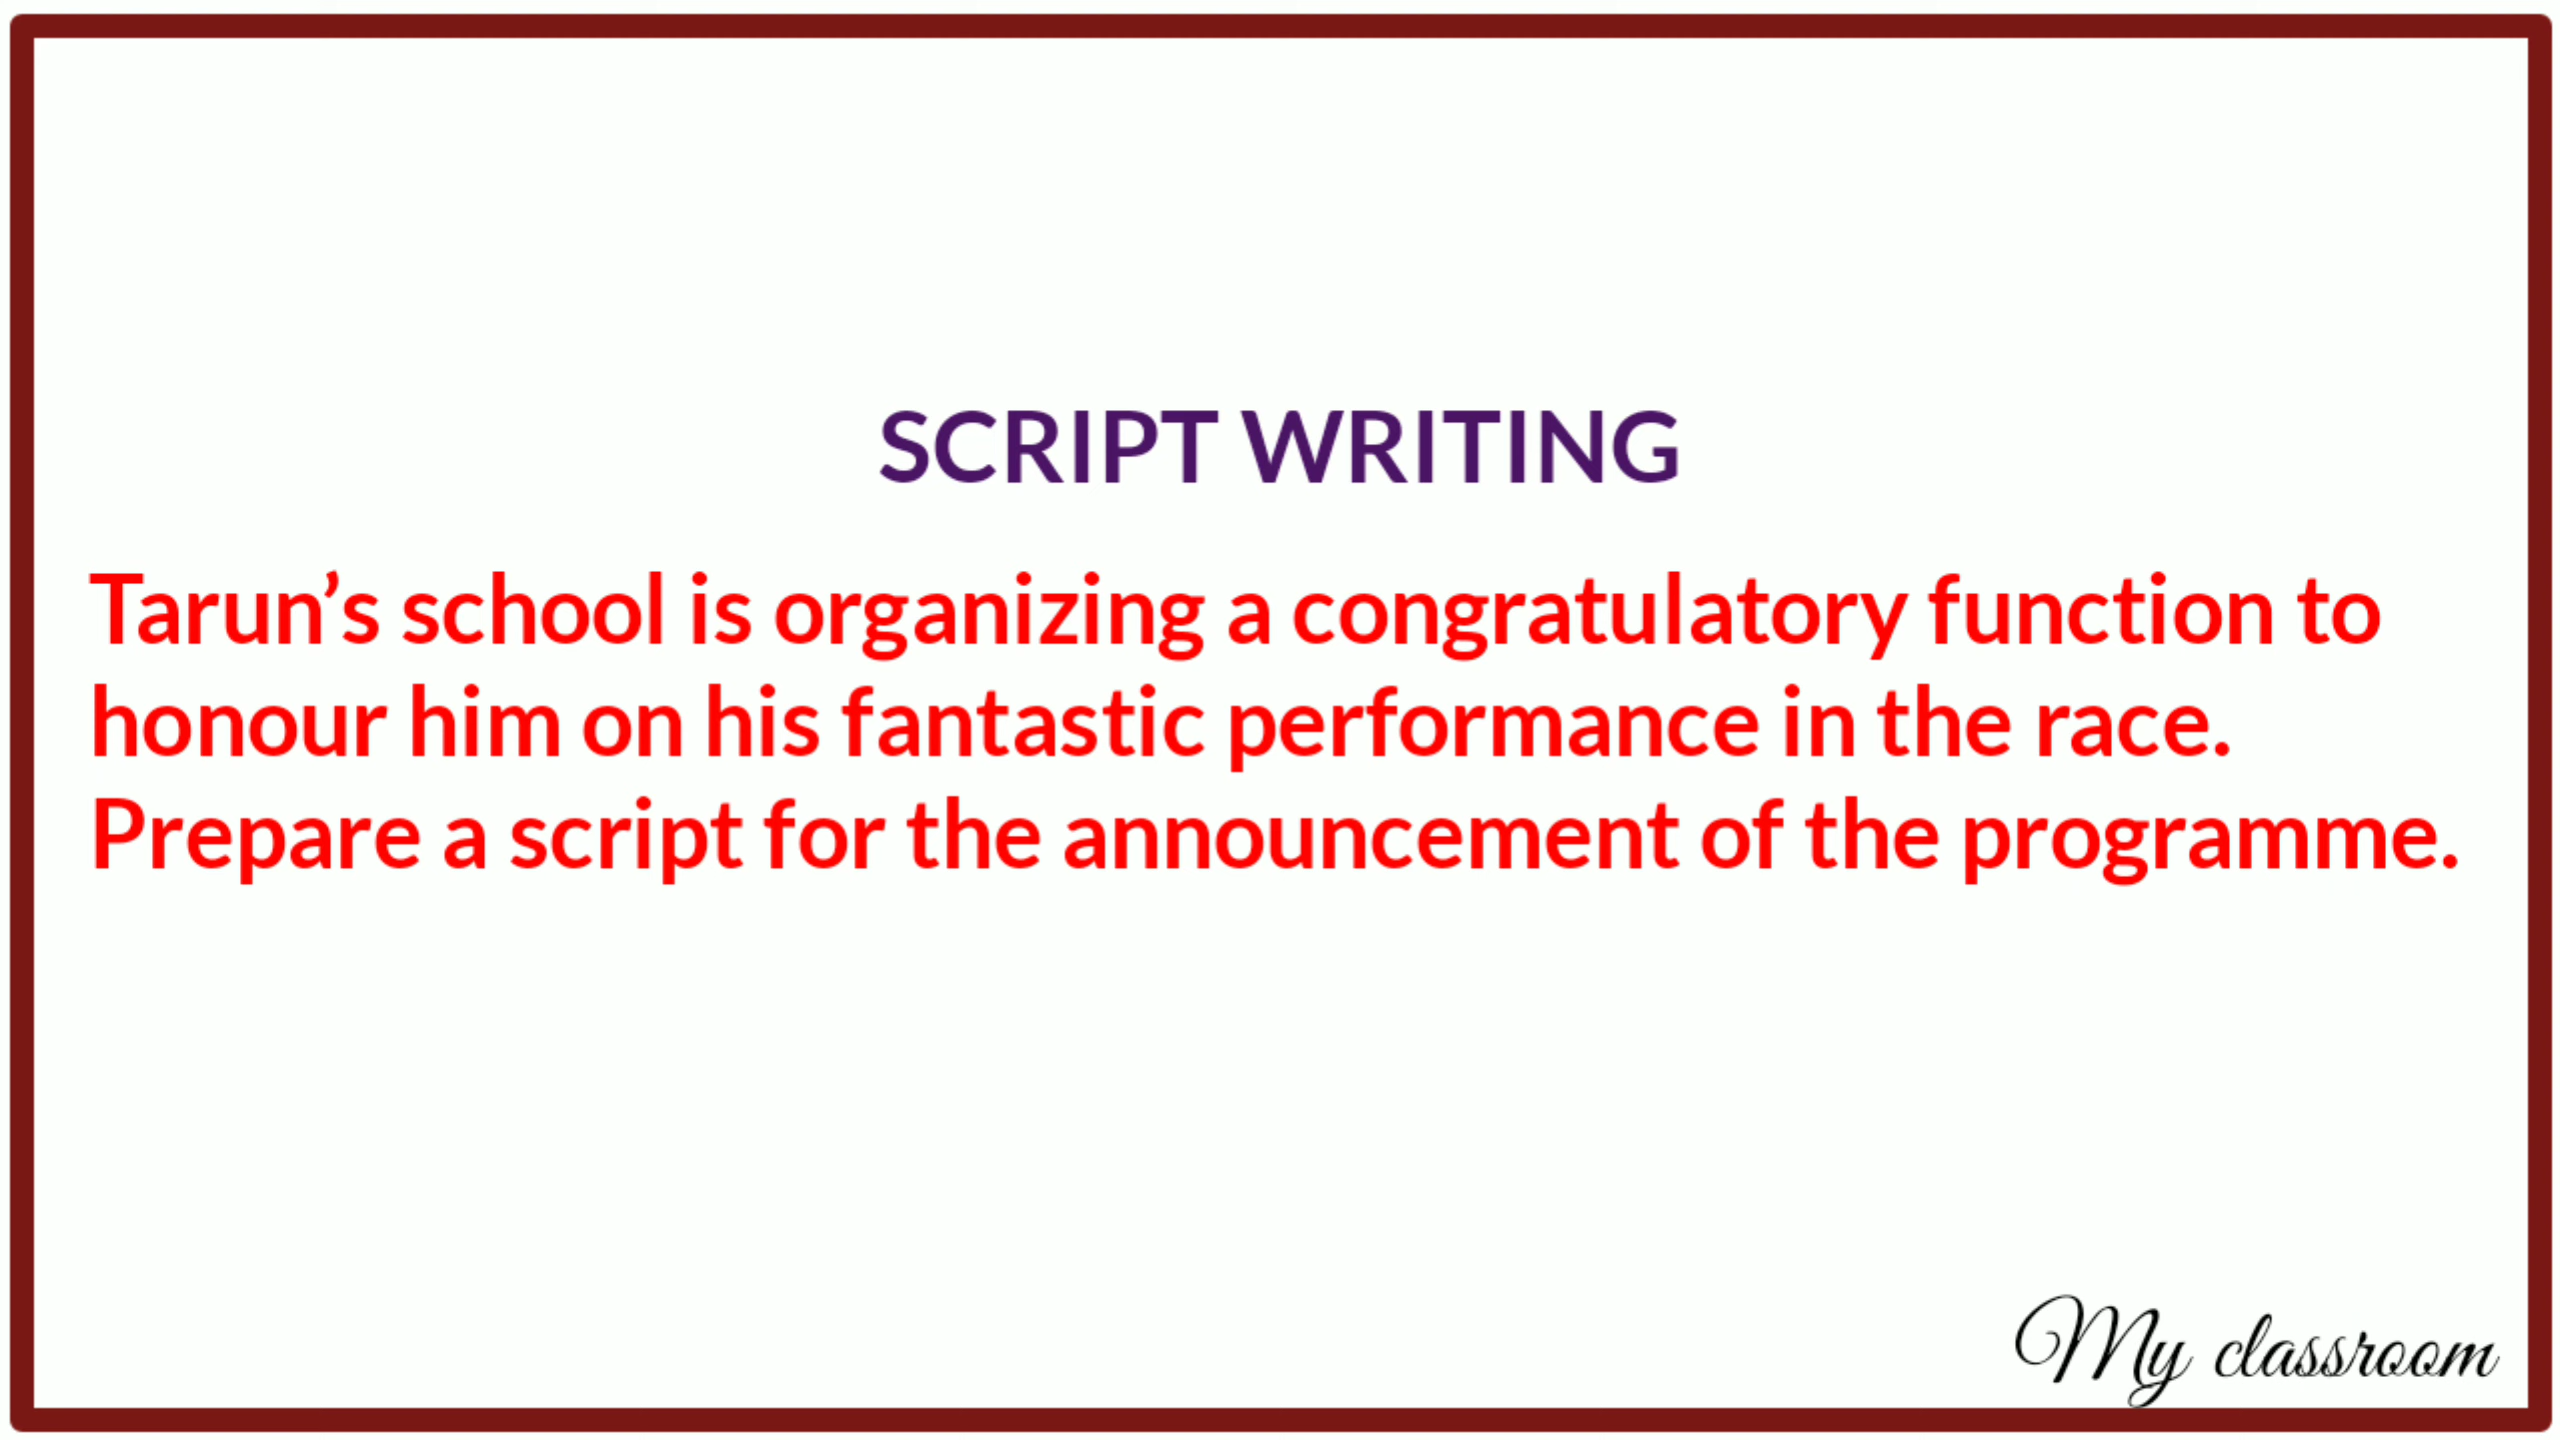 SCRIPT WRITING
Tarun’s school is organizing a congratulatory function to
honour him on his fantastic performance in the race.
Prepare a script for the announcement of the programme.
My classroom